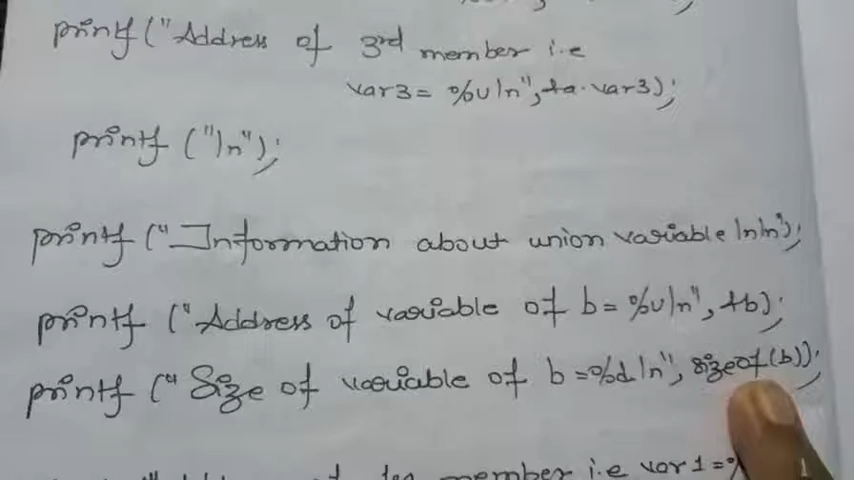 printf ("Address of 3rd member i.e
var3 = %u\n", &a.var3);
printf ("\n");
printf ("Information about union variable \n\n");
printf ("Address of variable of b = %u\n", &b);
printf ("Size of variable of b = %d\n", sizeof(b));
member i.e var1 = %